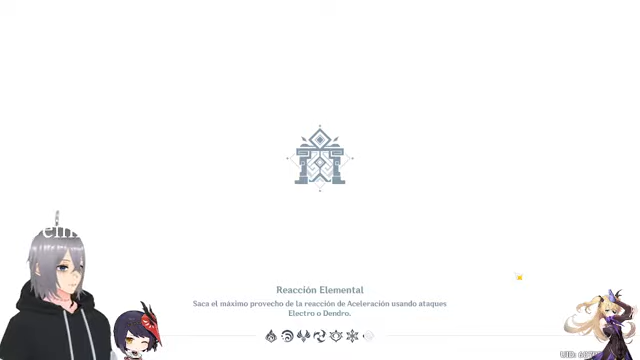 Reacción Elemental
Saca el máximo provecho de la reacción de Aceleración usando ataques
Electro o Dendro.